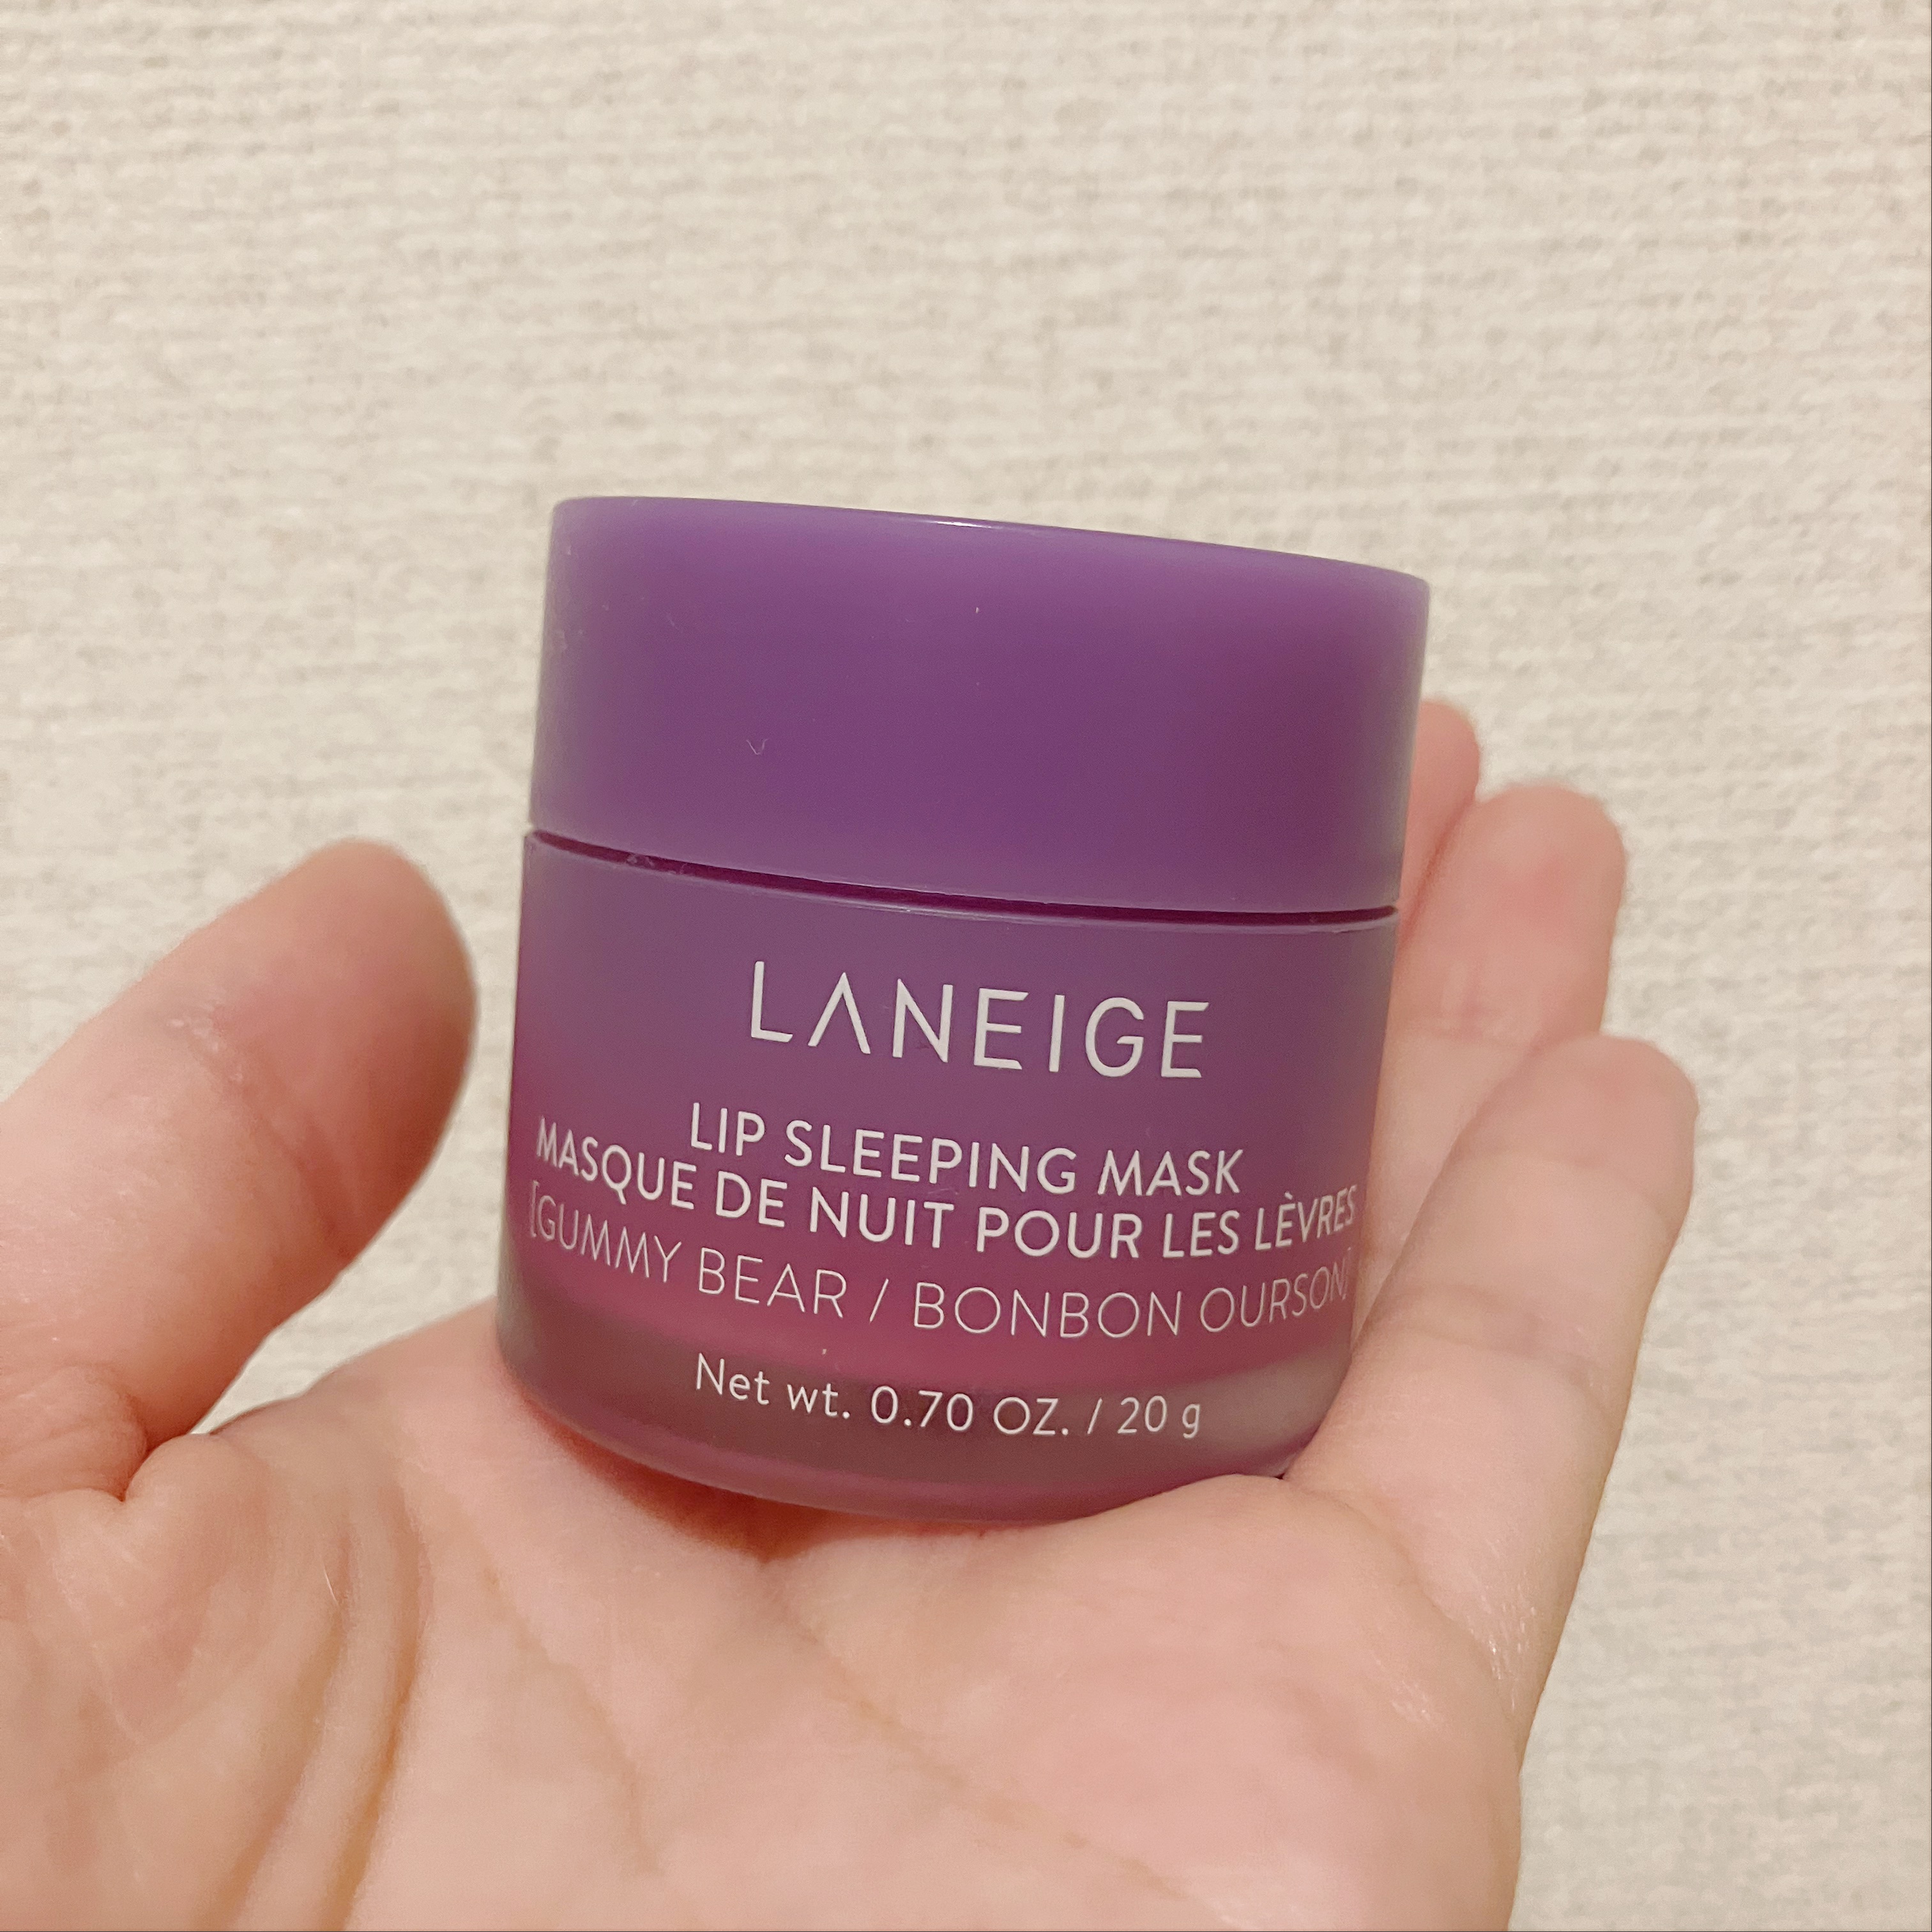 LANEIGE
LIP SLEEPING MASK
MASQUE DE NUIT POUR LES LÈVRES
[GUMMY BEAR / BONBON OURSON]
Net wt. 0.70 OZ. / 20 g